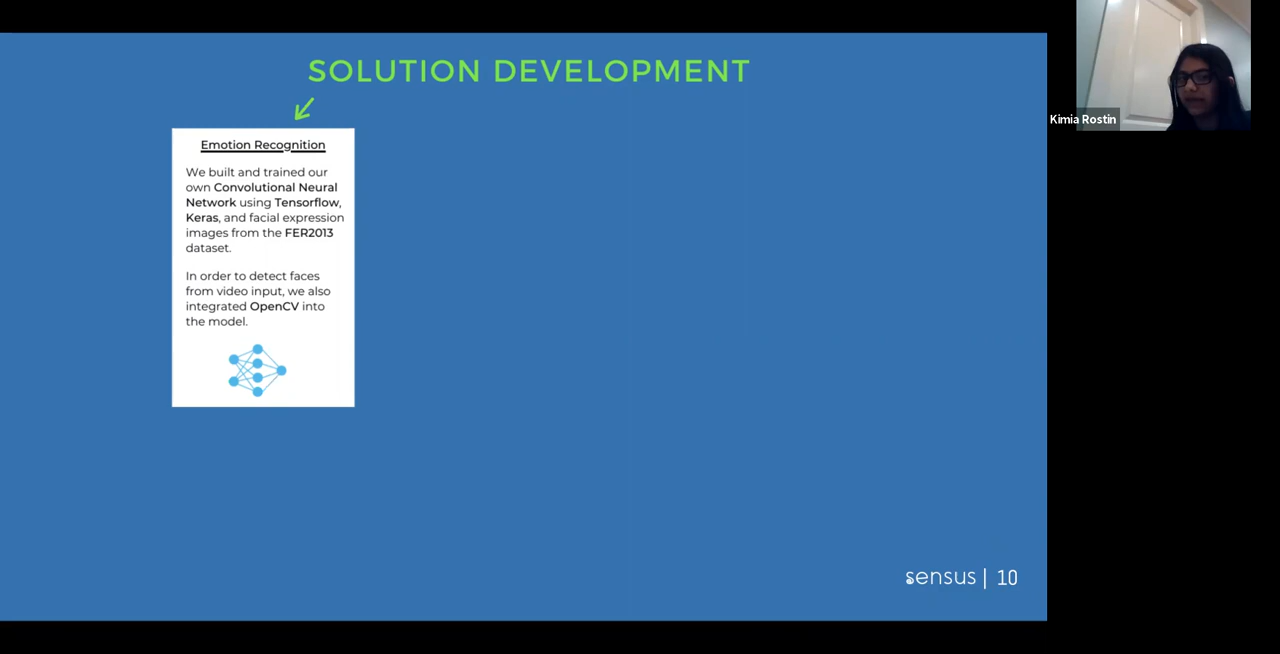 SOLUTION DEVELOPMENT
Emotion Recognition
We built and trained our
own Convolutional Neural
Network using Tensorflow,
Keras, and facial expression
images from the FER2013
dataset.
In order to detect faces
from video input, we also
integrated OpenCV into
the model.
Kimia Rostin
sensus | 10